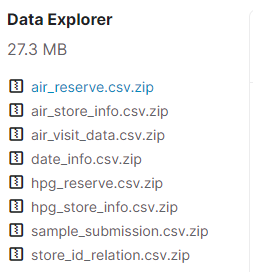 Data Explorer
27.3 MB
air_reserve.csv.zip
air_store_info.csv.zip
air_visit_data.csv.zip
date_info.csv.zip
hpg_reserve.csv.zip
hpg_store_info.csv.zip
sample_submission.csv.zip
store_id_relation.csv.zip